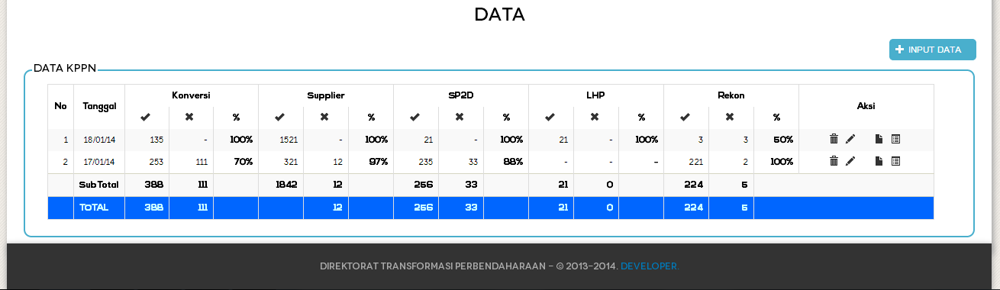 DATA
INPUT DATA
DATA KPPN
No Tanggal Konversi Supplier SP2D LHP Rekon Aksi
✔ ✖ % ✔ ✖ % ✔ ✖ % ✔ ✖ % ✔ ✖ %
1 18/01/14 135 - 100% 1521 - 100% 21 - 100% 21 - 100% 3 3 50%
2 17/01/14 253 111 70% 321 12 97% 235 33 88% - - - 221 2 100%
SubTotal 388 111 1842 12 256 33 21 0 224 5
TOTAL 388 111 12 256 33 21 0 224 5
DIREKTORAT TRANSFORMASI PERBENDAHARAAN - © 2013-2014. DEVELOPER.